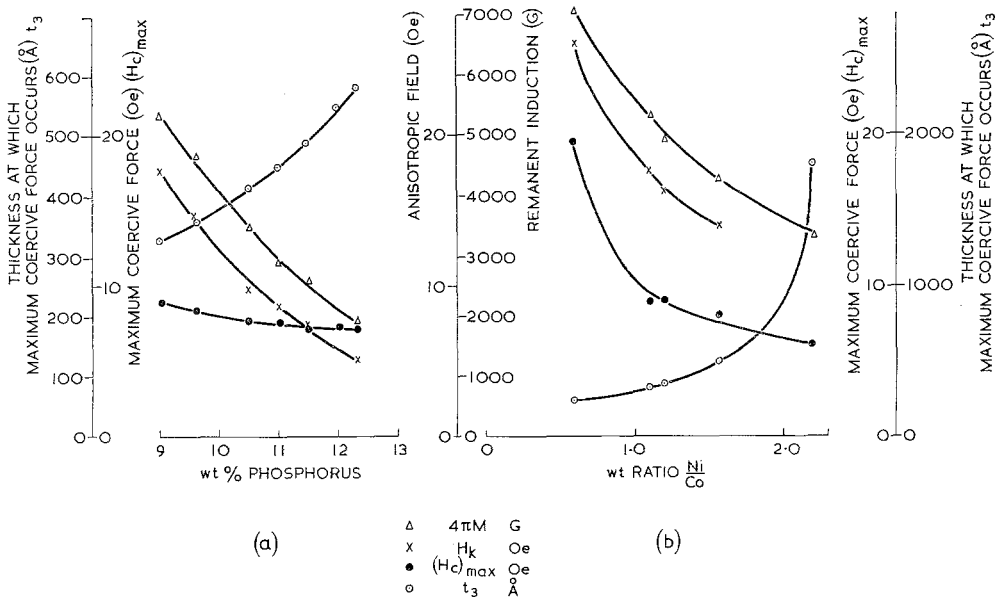 THICKNESS AT WHICH
MAXIMUM COERCIVE FORCE OCCURS (Å) t₃
600
500
400
300
200
100
0
MAXIMUM COERCIVE FORCE (Oe) (Hc)max
20
10
0
9
10
11
12
13
wt % PHOSPHORUS
(a)
ANISOTROPIC FIELD (Oe)
20
10
0
REMANENT INDUCTION (G)
7000
6000
5000
4000
3000
2000
1000
0
0
1·0
2·0
wt RATIO Ni/Co
(b)
MAXIMUM COERCIVE FORCE (Oe) (Hc)max
20
10
0
THICKNESS AT WHICH
MAXIMUM COERCIVE FORCE OCCURS (Å) t₃
2000
1000
0
△ 4πM G
× Hk Oe
● (Hc)max Oe
⊙ t₃ Å